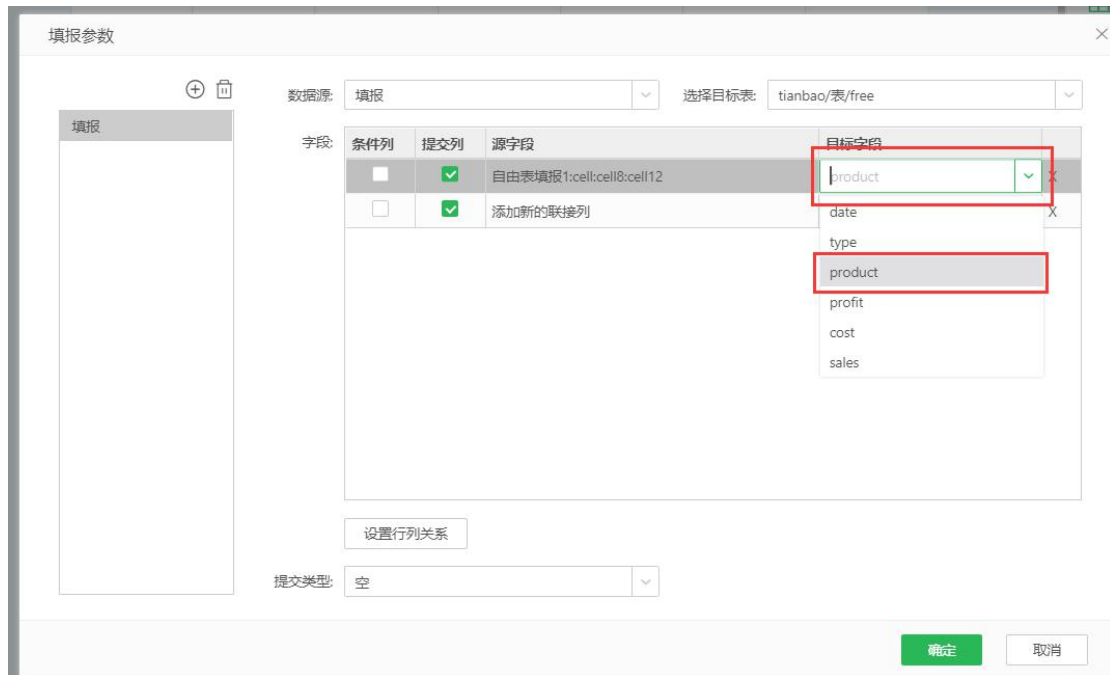 填报参数
填报
数据源: 填报
选择目标表: tianbao/表/free
字段:
条件列 提交列 源字段 目标字段
自由表填报1:cell:cell8:cell12 product X
添加新的联接列 X
date
type
product
profit
cost
sales
设置行列关系
提交类型: 空
确定 取消